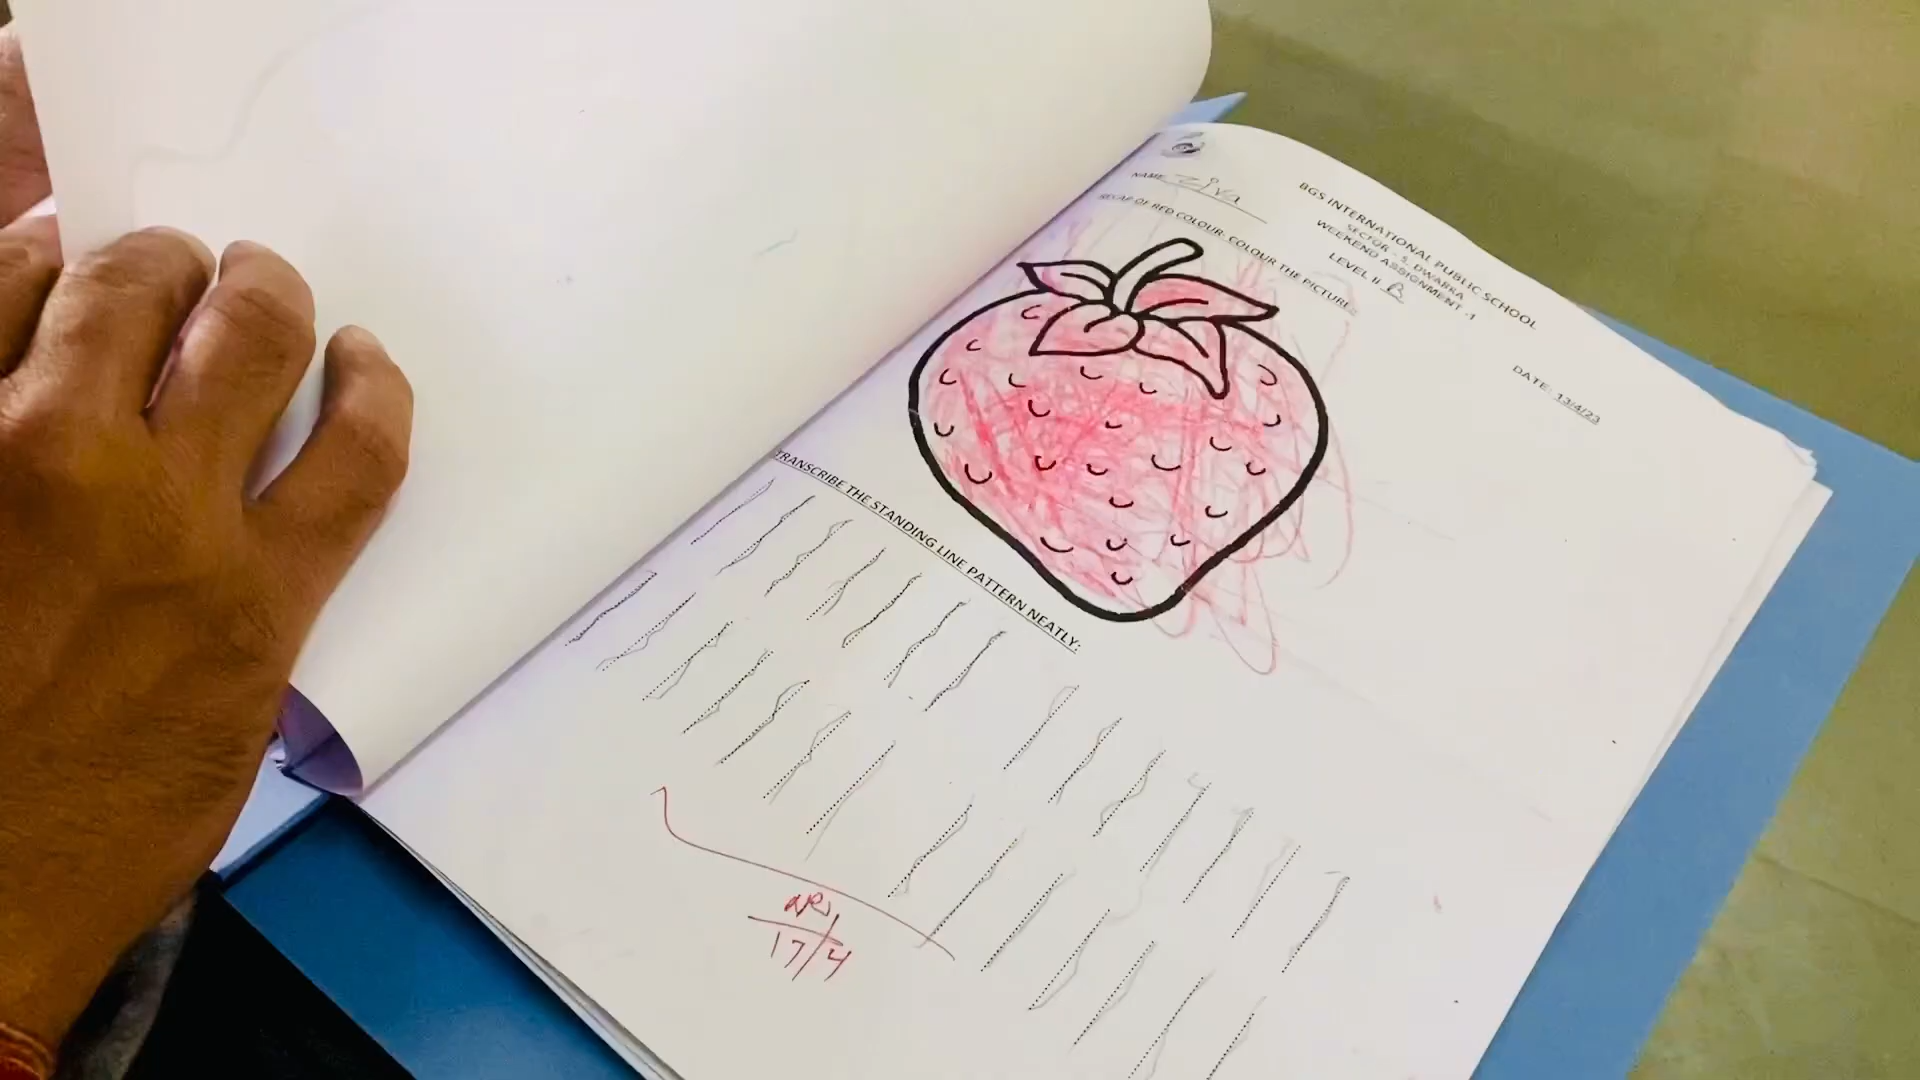 BGS INTERNATIONAL PUBLIC SCHOOL
SECTOR - 5, DWARKA
WEEKEND ASSIGNMENT -1
LEVEL II B
NAME Ziva
DATE: 13/4/23
RECAP OF RED COLOUR- COLOUR THE PICTURE:
TRANSCRIBE THE STANDING LINE PATTERN NEATLY:
17/4